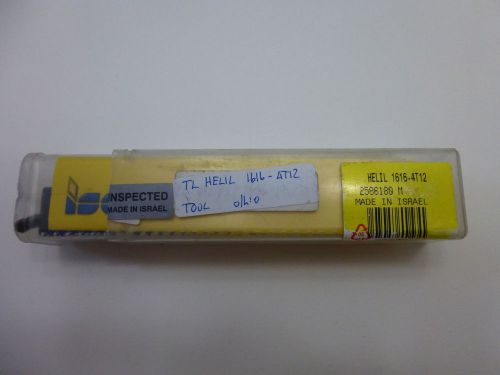 INSPECTED
MADE IN ISRAEL
TL HELIL 1616-4T12
TOOL
HELIL 1616-4T12
2506180 M
MADE IN ISRAEL